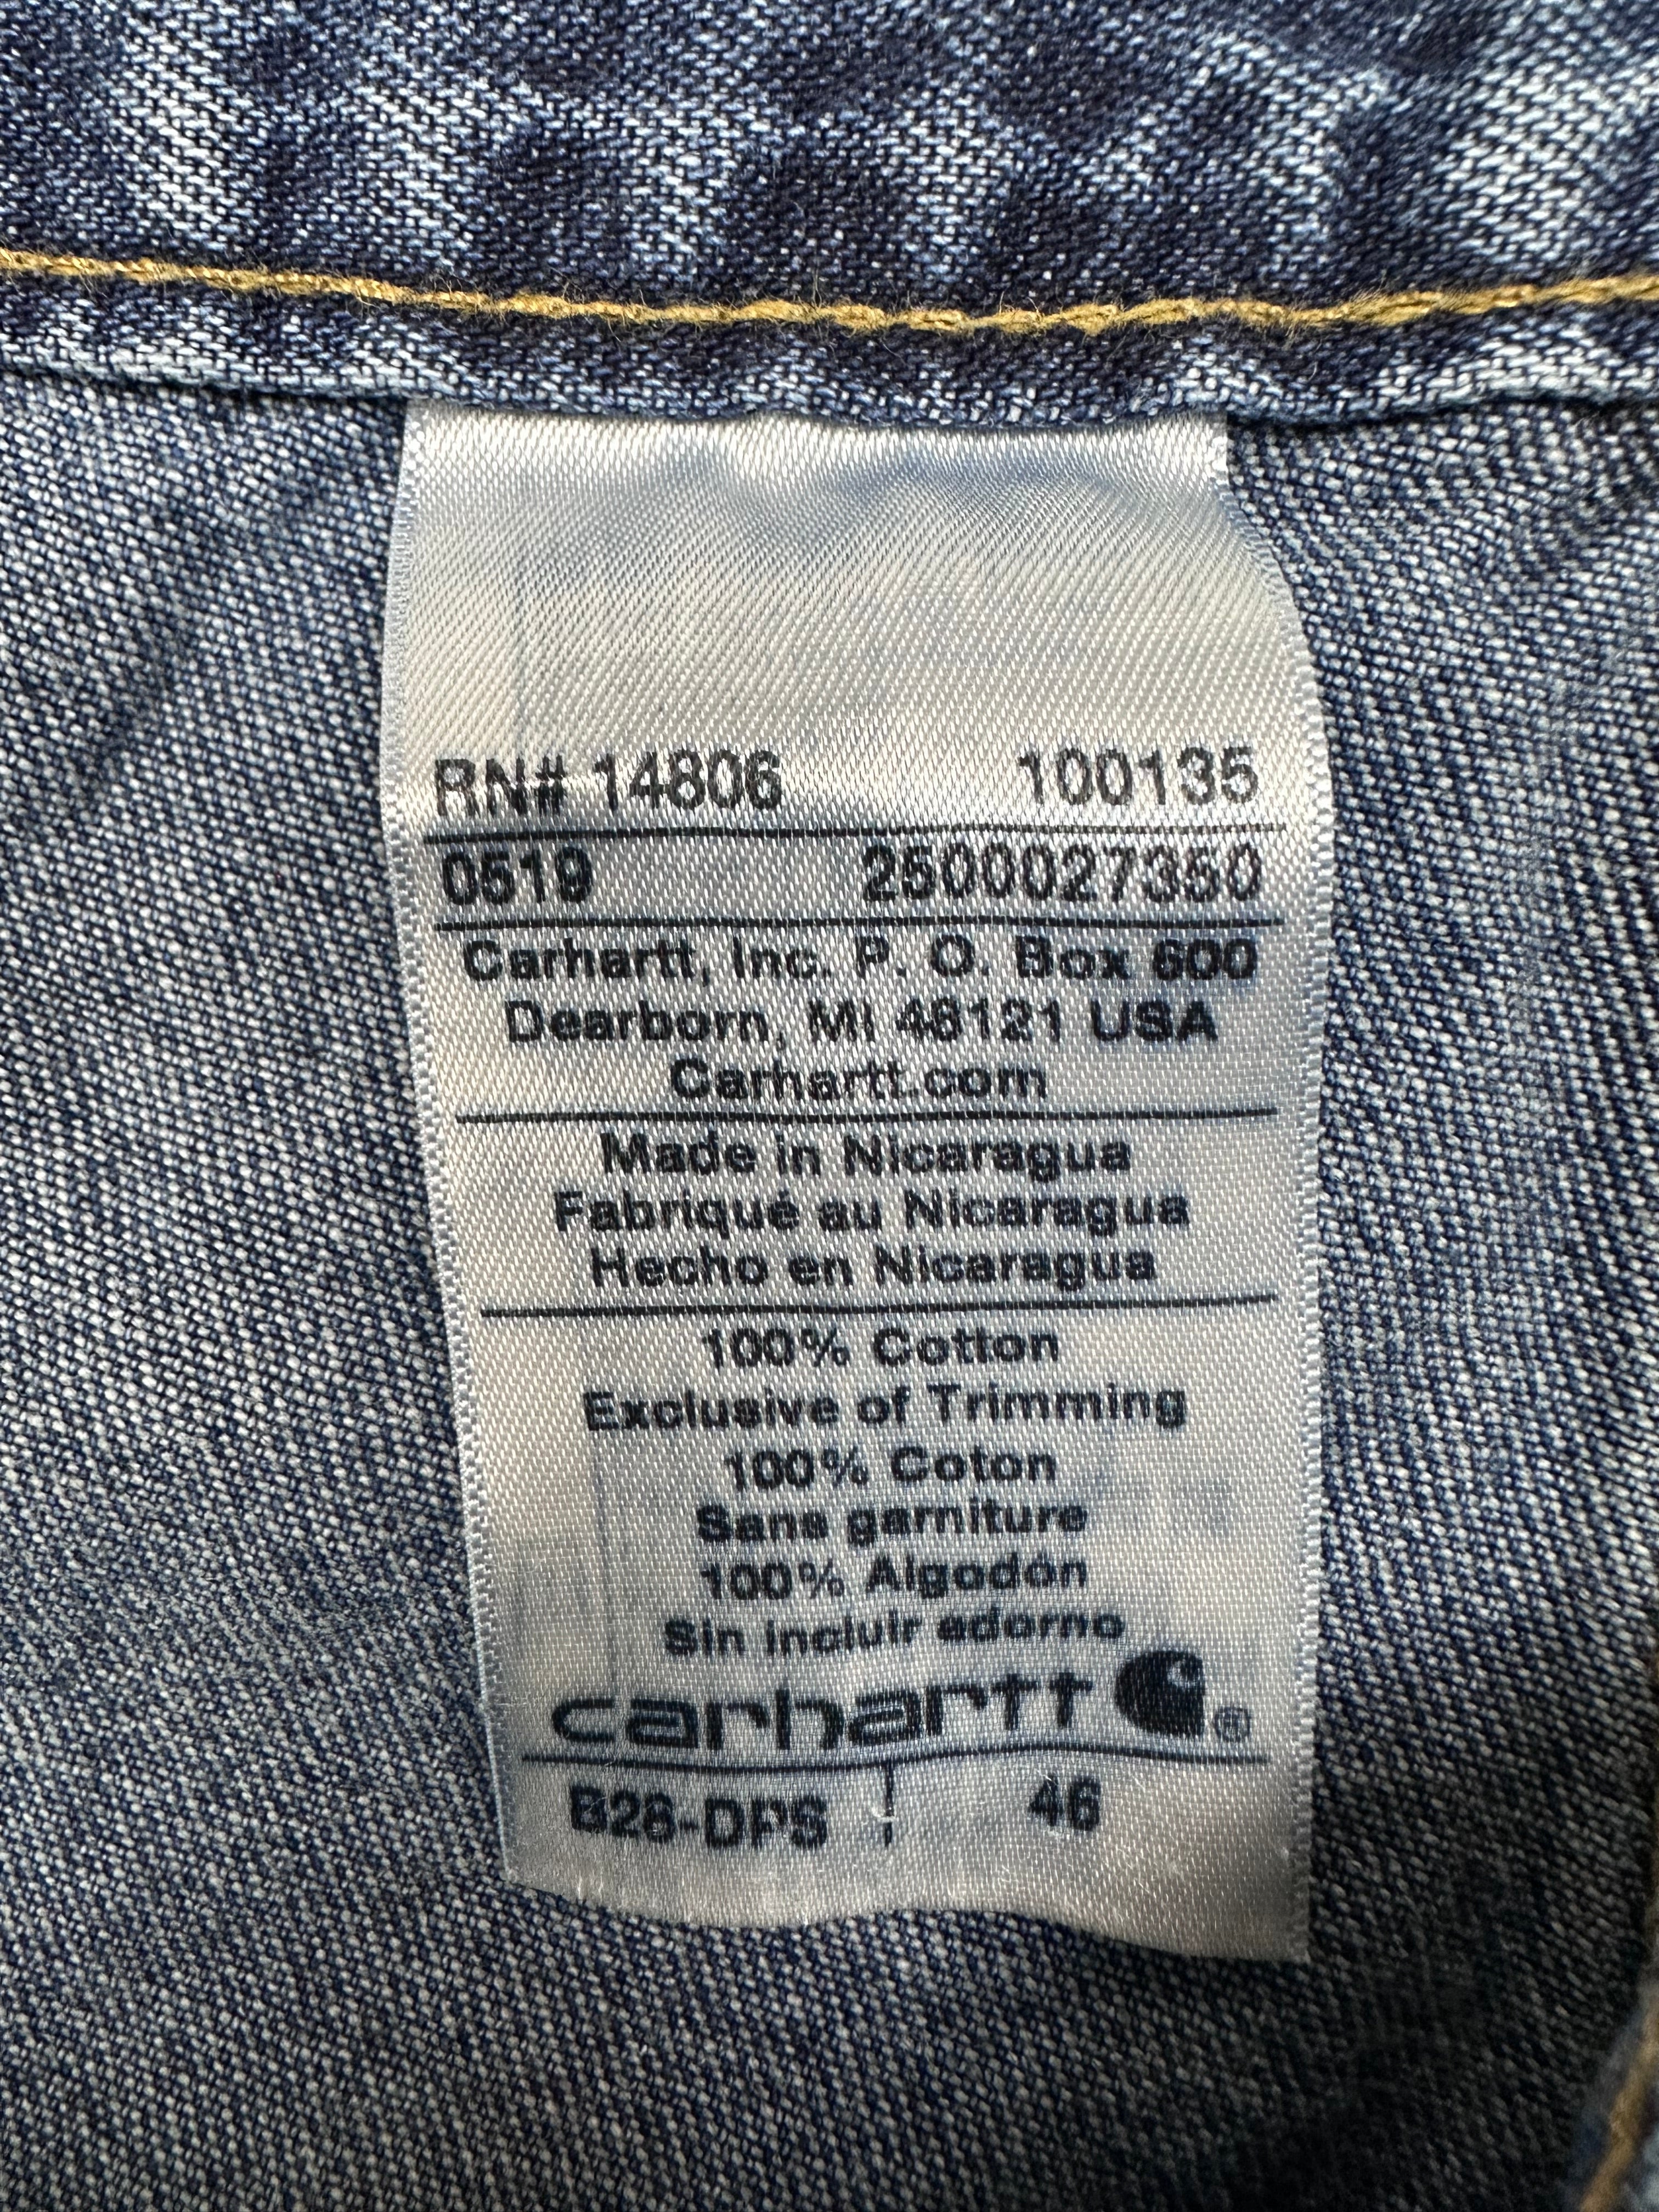 RN# 14806 100135
0519 2500027350
Carhartt, Inc. P. O. Box 600
Dearborn, MI 48121 USA
Carhartt.com
Made in Nicaragua
Fabriqué au Nicaragua
Hecho en Nicaragua
100% Cotton
Exclusive of Trimming
100% Coton
Sans garniture
100% Algodón
Sin incluir adorno
carhartt ®
B26-DPS 46